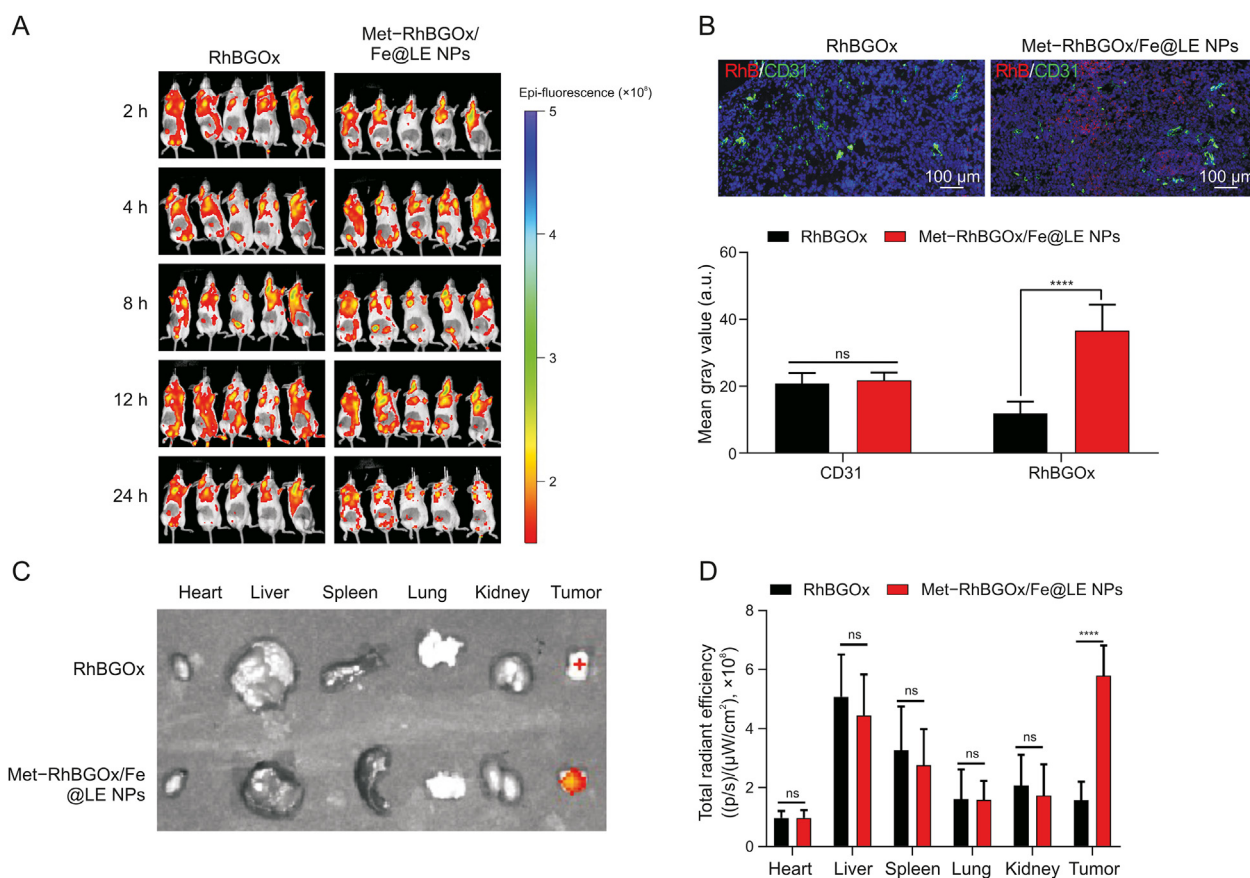 A
RhBGOx
Met−RhBGOx/
Fe@LE NPs
Epi-fluorescence (×10⁸)
2 h
4 h
8 h
12 h
24 h
5
4
3
2
B
RhBGOx
Met−RhBGOx/Fe@LE NPs
RhB/CD31
100 µm
RhB/CD31
100 µm
RhBGOx
Met−RhBGOx/Fe@LE NPs
Mean gray value (a.u.)
60
40
20
0
ns
****
CD31
RhBGOx
C
Heart
Liver
Spleen
Lung
Kidney
Tumor
RhBGOx
Met−RhBGOx/Fe
@LE NPs
D
RhBGOx
Met−RhBGOx/Fe@LE NPs
Total radiant efficiency
((p/s)/(µW/cm²), ×10⁸)
8
6
4
2
0
ns
ns
ns
ns
ns
****
Heart
Liver
Spleen
Lung
Kidney
Tumor